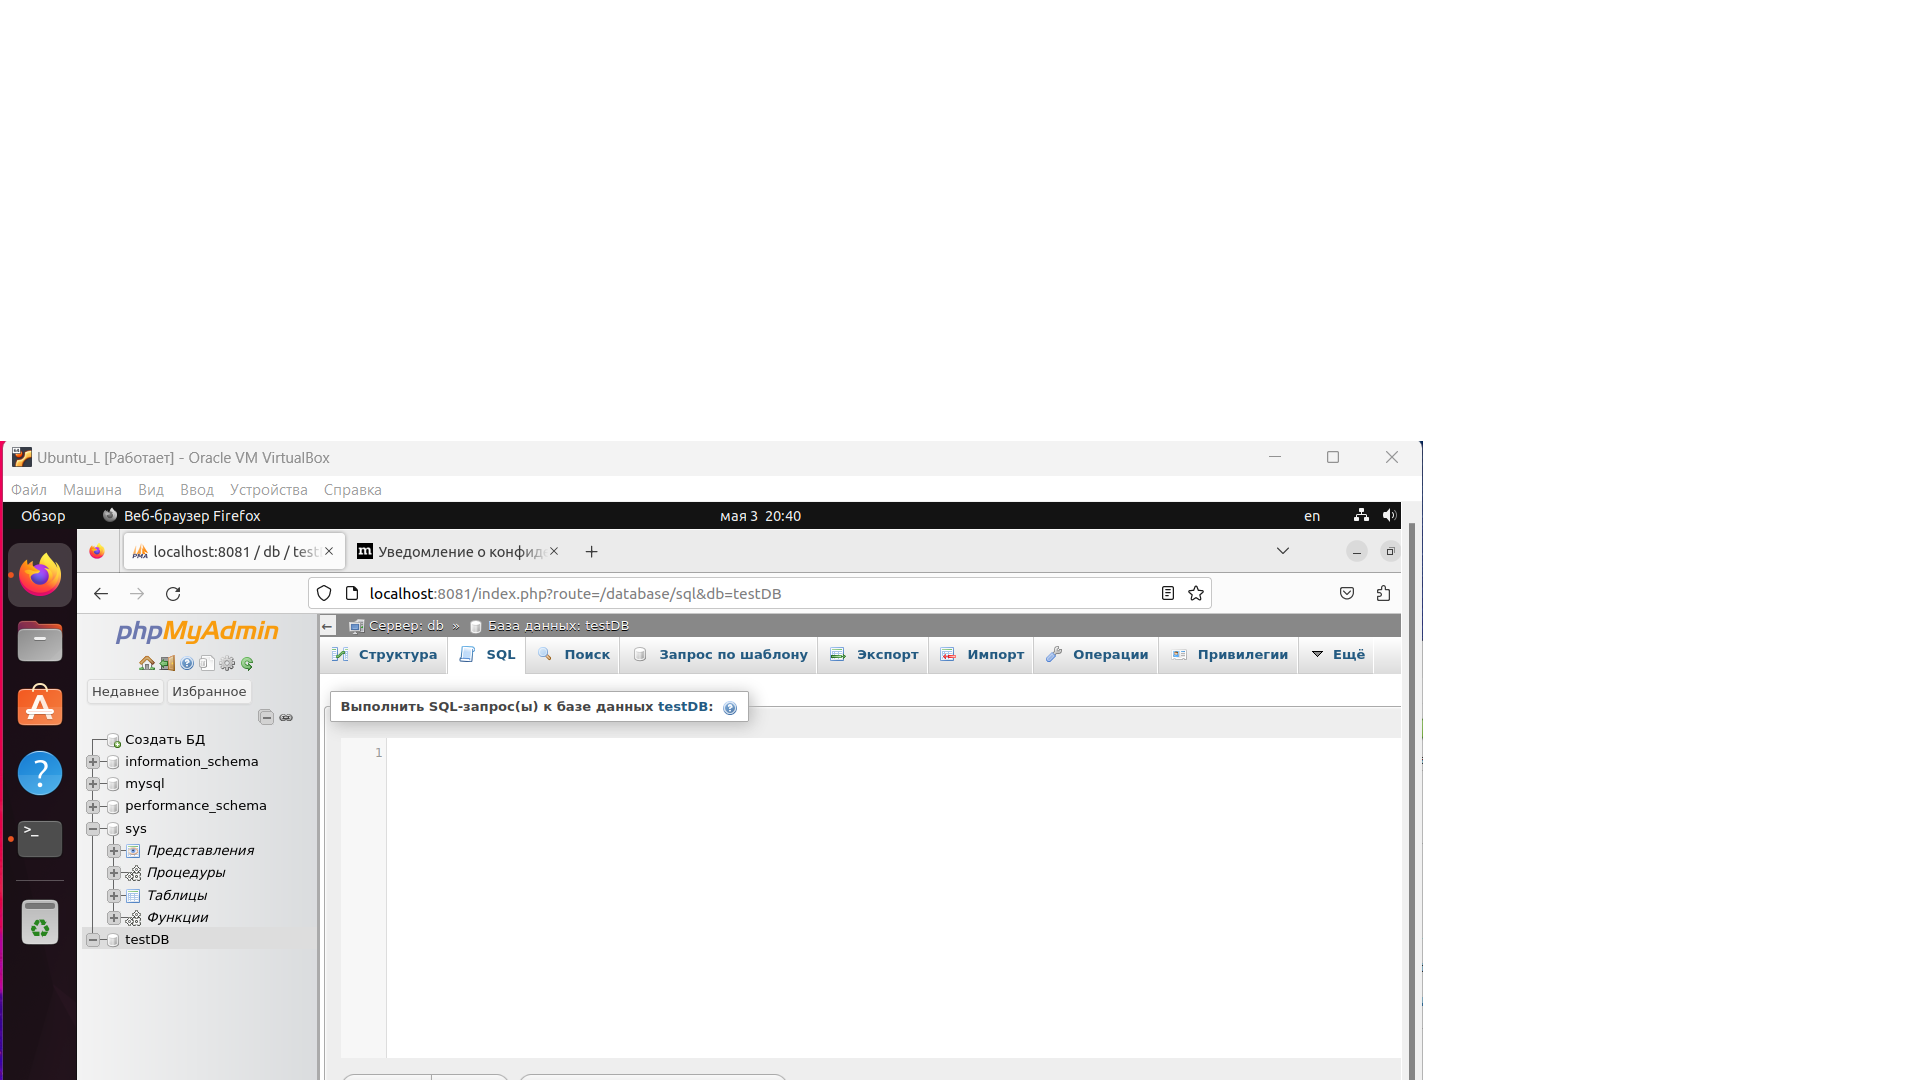 Ubuntu_L [Работает] - Oracle VM VirtualBox
Файл Машина Вид Ввод Устройства Справка
Обзор Веб-браузер Firefox мая 3 20:40 en
localhost:8081 / db / test Уведомление о конфиде
localhost:8081/index.php?route=/database/sql&db=testDB
phpMyAdmin
Сервер: db » База данных: testDB
Структура SQL Поиск Запрос по шаблону Экспорт Импорт Операции Привилегии Ещё
Недавнее Избранное
Выполнить SQL-запрос(ы) к базе данных testDB:
1
Создать БД
information_schema
mysql
performance_schema
sys
Представления
Процедуры
Таблицы
Функции
testDB